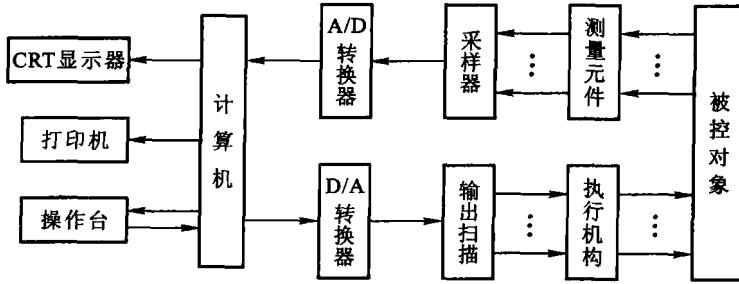 CRT显示器
打印机
操作台
计算机
A/D
转换器
采样器
测量元件
被控对象
D/A
转换器
输出扫描
执行机构